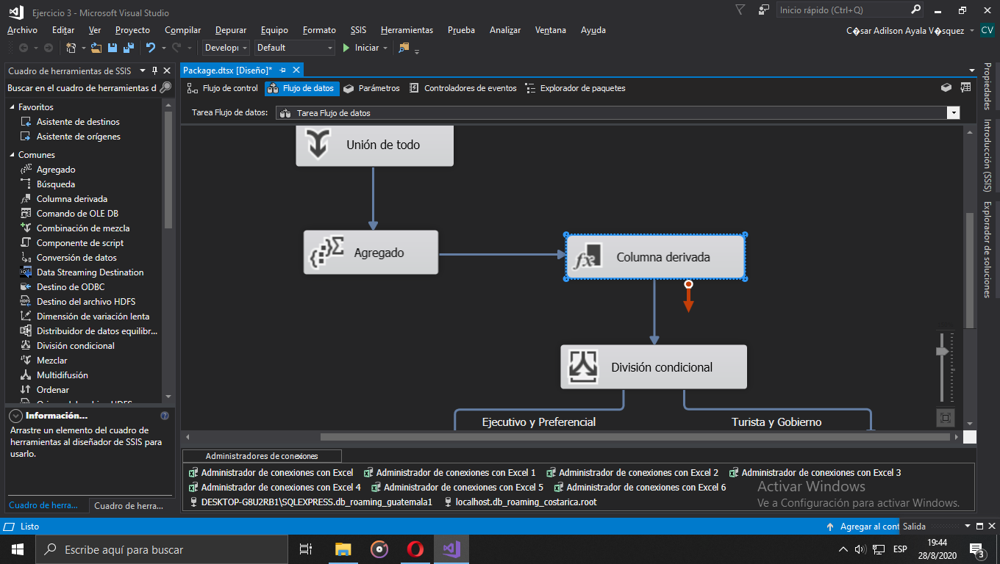 Ejercicio 3 - Microsoft Visual Studio
Inicio rápido (Ctrl+Q)
Archivo Editar Ver Proyecto Compilar Depurar Equipo Formato SSIS Herramientas Prueba Analizar Ventana Ayuda
C�sar Adilson Ayala V�squez CV
Develop Default Iniciar
Cuadro de herramientas de SSIS
Buscar en el cuadro de herramientas d
Favoritos
Asistente de destinos
Asistente de orígenes
Comunes
Agregado
Búsqueda
Columna derivada
Comando de OLE DB
Combinación de mezcla
Componente de script
Conversión de datos
Data Streaming Destination
Destino de ODBC
Destino del archivo HDFS
Dimensión de variación lenta
Distribuidor de datos equilibr...
División condicional
Mezclar
Multidifusión
Ordenar
Información...
Arrastre un elemento del cuadro de
herramientas al diseñador de SSIS para
usarlo.
Cuadro de herra... Cuadro de herra...
Package.dtsx [Diseño]*
Flujo de control Flujo de datos Parámetros Controladores de eventos Explorador de paquetes
Tarea Flujo de datos: Tarea Flujo de datos
Unión de todo
Agregado
Columna derivada
División condicional
Ejecutivo y Preferencial
Turista y Gobierno
Administradores de conexiones
Administrador de conexiones con Excel Administrador de conexiones con Excel 1 Administrador de conexiones con Excel 2 Administrador de conexiones con Excel 3
Administrador de conexiones con Excel 4 Administrador de conexiones con Excel 5 Administrador de conexiones con Excel 6
DESKTOP-G8U2RB1\SQLEXPRESS.db_roaming_guatemala1 localhost.db_roaming_costarica.root
Activar Windows
Ve a Configuración para activar Windows.
Propiedades
Introducción (SSIS)
Explorador de soluciones
Listo
Agregar al cont
Salida
Escribe aquí para buscar
ESP
19:44
28/8/2020
3